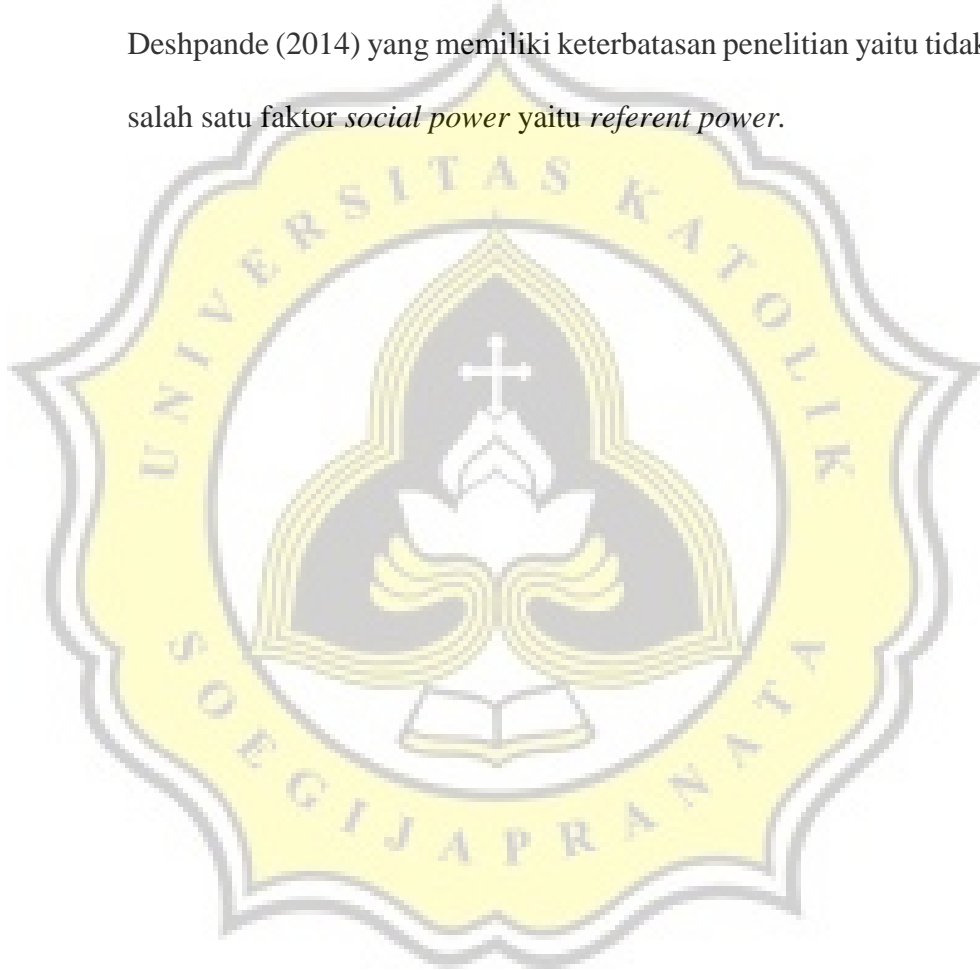 Deshpande (2014) yang memiliki keterbatasan penelitian yaitu tidak
salah satu faktor social power yaitu referent power.
UNIVERSITAS KATOLIK
SOEGIJAPRANATA